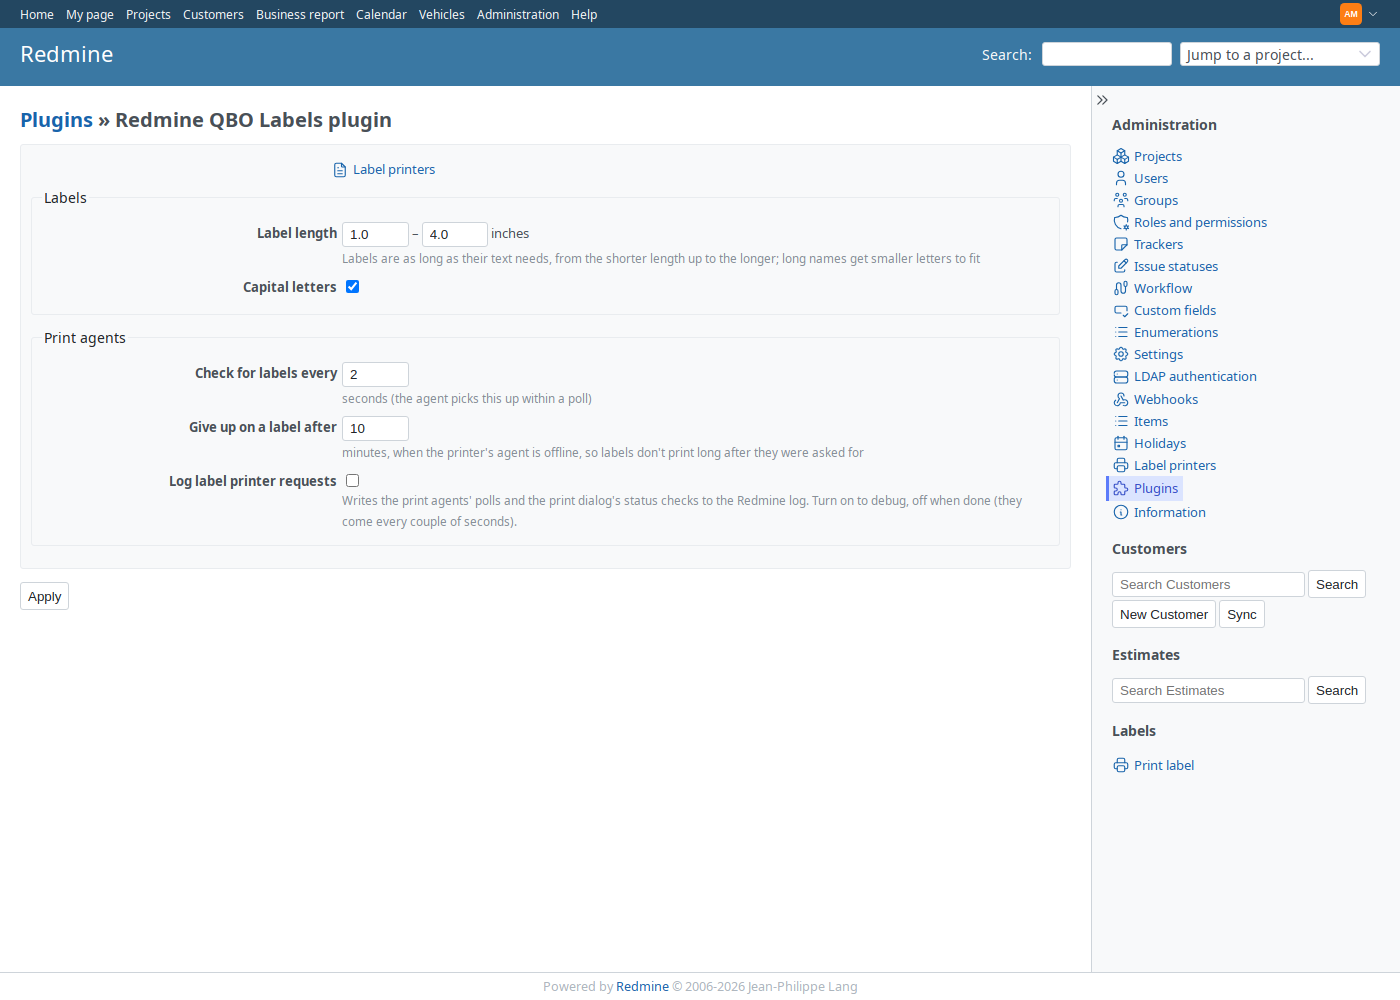 Home My page Projects Customers Business report Calendar Vehicles Administration Help AM
Redmine
Search:
Jump to a project...
Plugins » Redmine QBO Labels plugin
Label printers
Labels
Label length 1.0 – 4.0 inches
Labels are as long as their text needs, from the shorter length up to the longer; long names get smaller letters to fit
Capital letters
Print agents
Check for labels every 2
seconds (the agent picks this up within a poll)
Give up on a label after 10
minutes, when the printer's agent is offline, so labels don't print long after they were asked for
Log label printer requests
Writes the print agents' polls and the print dialog's status checks to the Redmine log. Turn on to debug, off when done (they
come every couple of seconds).
Apply
Administration
Projects
Users
Groups
Roles and permissions
Trackers
Issue statuses
Workflow
Custom fields
Enumerations
Settings
LDAP authentication
Webhooks
Items
Holidays
Label printers
Plugins
Information
Customers
Search Customers Search
New Customer Sync
Estimates
Search Estimates Search
Labels
Print label
Powered by Redmine © 2006-2026 Jean-Philippe Lang